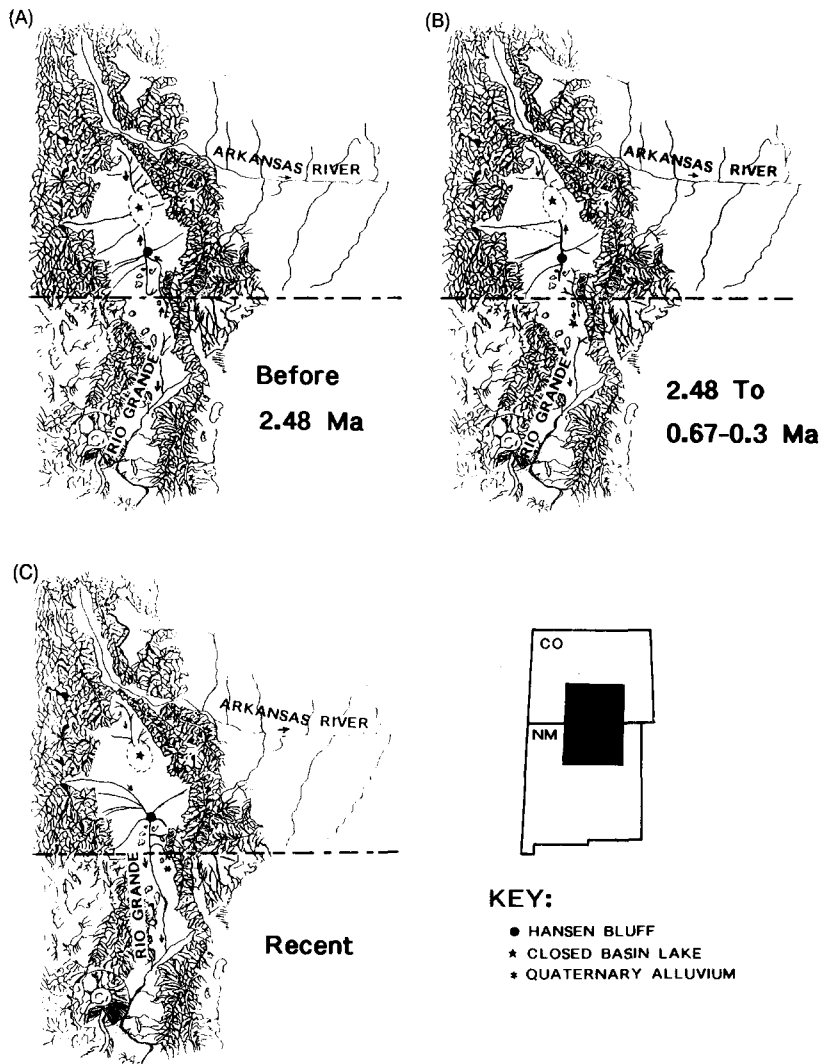 (A)
ARKANSAS RIVER
RIO GRANDE
Before
2.48 Ma
(B)
ARKANSAS RIVER
RIO GRANDE
2.48 To
0.67-0.3 Ma
(C)
ARKANSAS RIVER
RIO GRANDE
Recent
CO
NM
KEY:
HANSEN BLUFF
CLOSED BASIN LAKE
QUATERNARY ALLUVIUM